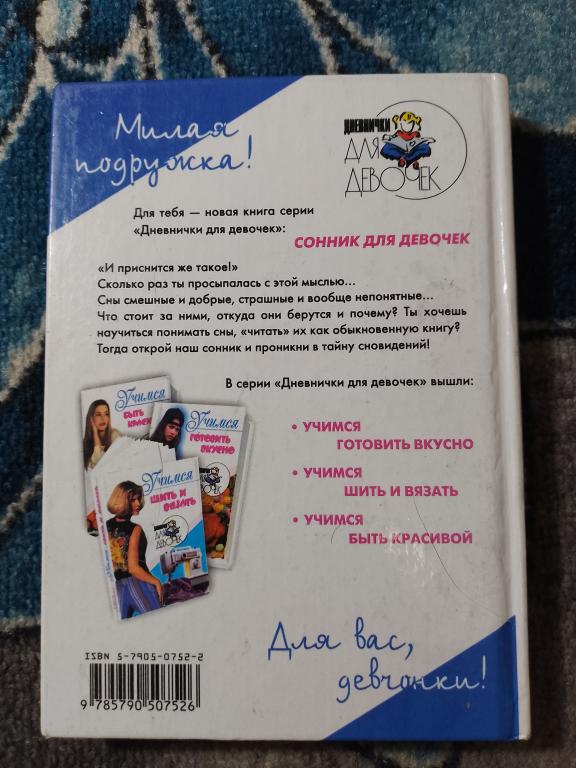 Милая
подружка!
ДНЕВНИЧКИ
ДЛЯ
ДЕВОЧЕК
Для тебя — новая книга серии
«Дневнички для девочек»:
СОННИК ДЛЯ ДЕВОЧЕК
«И приснится же такое!»
Сколько раз ты просыпалась с этой мыслью...
Сны смешные и добрые, страшные и вообще непонятные...
Что стоит за ними, откуда они берутся и почему? Ты хочешь
научиться понимать сны, «читать» их как обыкновенную книгу?
Тогда открой наш сонник и проникни в тайну сновидений!
В серии «Дневнички для девочек» вышли:
• УЧИМСЯ
ГОТОВИТЬ ВКУСНО
• УЧИМСЯ
ШИТЬ И ВЯЗАТЬ
• УЧИМСЯ
БЫТЬ КРАСИВОЙ
Учимся
БЫТЬ
Учимся
ГОТОВИТЬ
ВКУСНО
Учимся
ШИТЬ И
ВЯЗАТЬ
ДЛЯ
ДЕВОЧЕК
Для вас,
девчонки!
ISBN 5-7905-0752-2
9 785790 507526